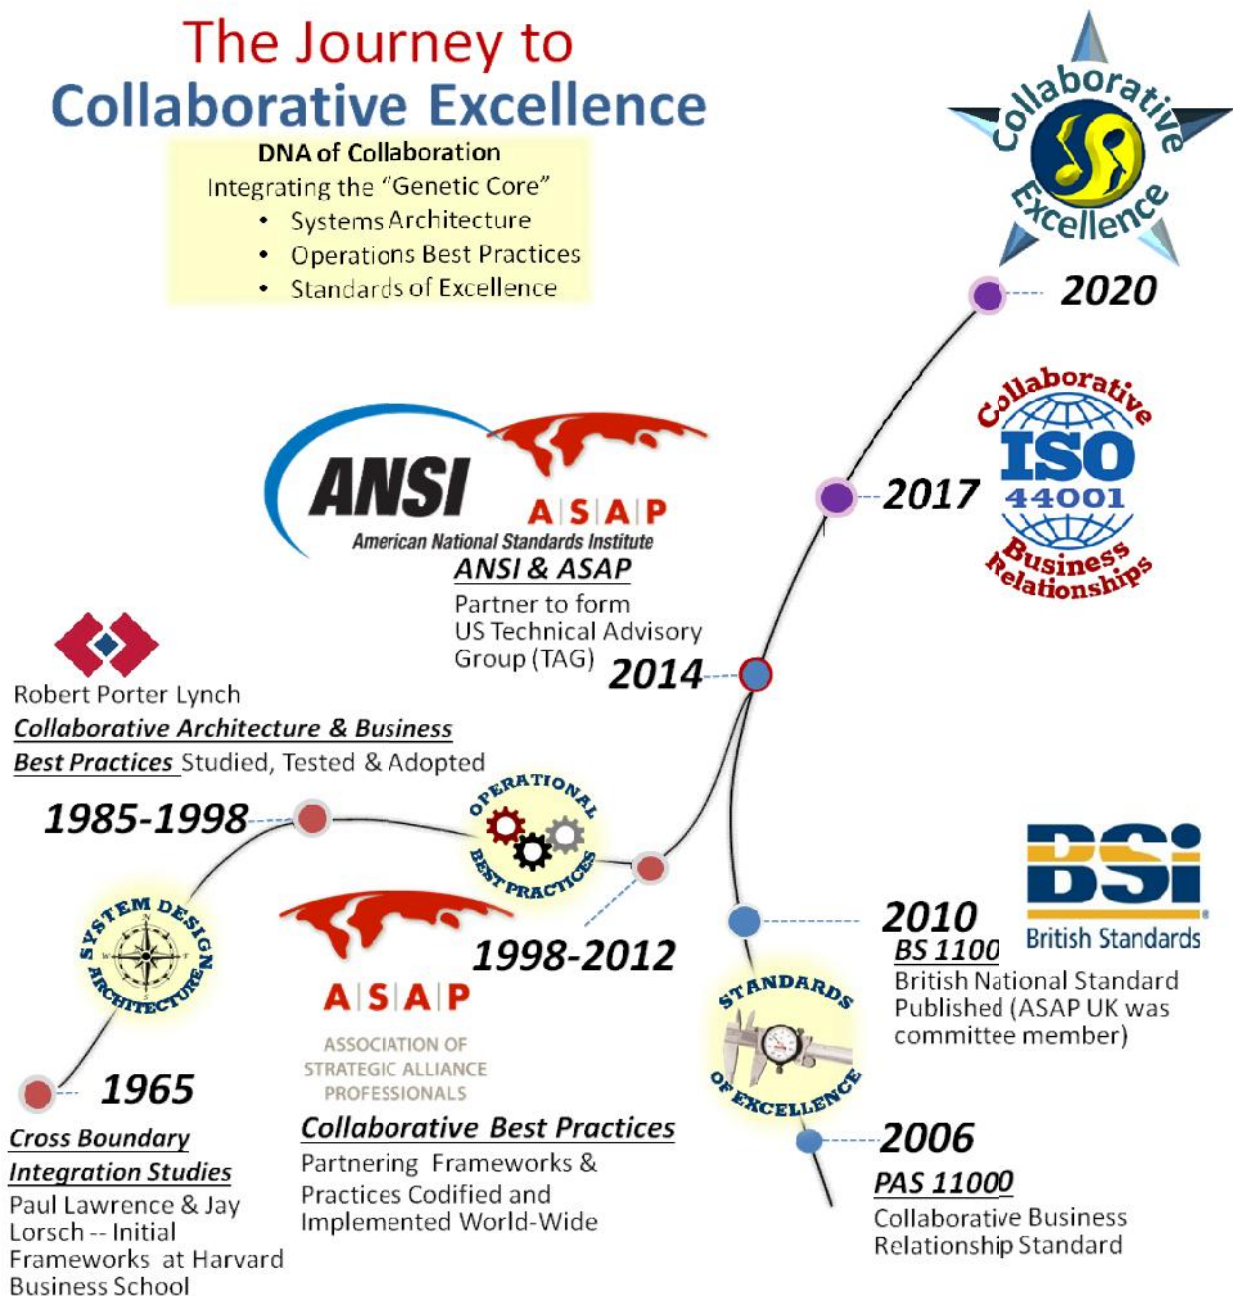 The Journey to
Collaborative Excellence
DNA of Collaboration
Integrating the “Genetic Core”
• Systems Architecture
• Operations Best Practices
• Standards of Excellence
Collaborative
Excellence
2020
Collaborative
ISO
44001
Business
Relationships
2017
ANSI
American National Standards Institute
A|S|A|P
ANSI & ASAP
Partner to form
US Technical Advisory
Group (TAG)
2014
Robert Porter Lynch
Collaborative Architecture & Business
Best Practices Studied, Tested & Adopted
1985-1998
OPERATIONAL
BEST PRACTICES
SYSTEM DESIGN
ARCHITECTURE
N
W
S
1965
Cross Boundary
Integration Studies
Paul Lawrence & Jay
Lorsch -- Initial
Frameworks at Harvard
Business School
1998-2012
A|S|A|P
ASSOCIATION OF
STRATEGIC ALLIANCE
PROFESSIONALS
Collaborative Best Practices
Partnering Frameworks &
Practices Codified and
Implemented World-Wide
BSi
®
British Standards
2010
BS 1100
British National Standard
Published (ASAP UK was
committee member)
STANDARDS
OF EXCELLENCE
2006
PAS 11000
Collaborative Business
Relationship Standard